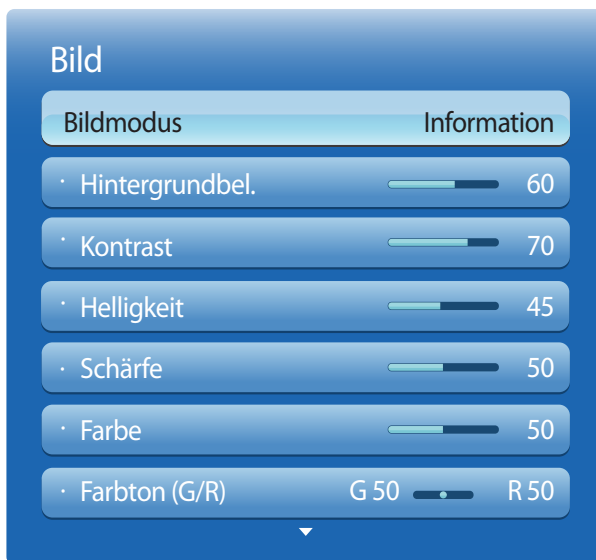 Bild
Bildmodus Information
· Hintergrundbel. 60
· Kontrast 70
· Helligkeit 45
· Schärfe 50
· Farbe 50
· Farbton (G/R) G 50 R 50